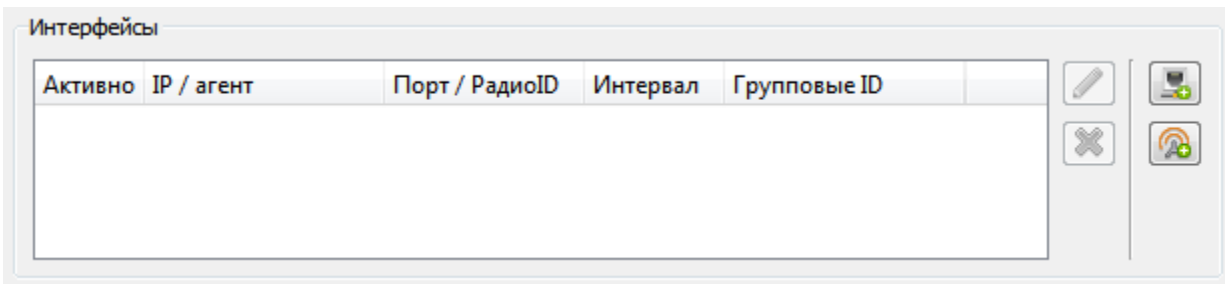 Интерфейсы
Активно IP / агент Порт / РадиоID Интервал Групповые ID